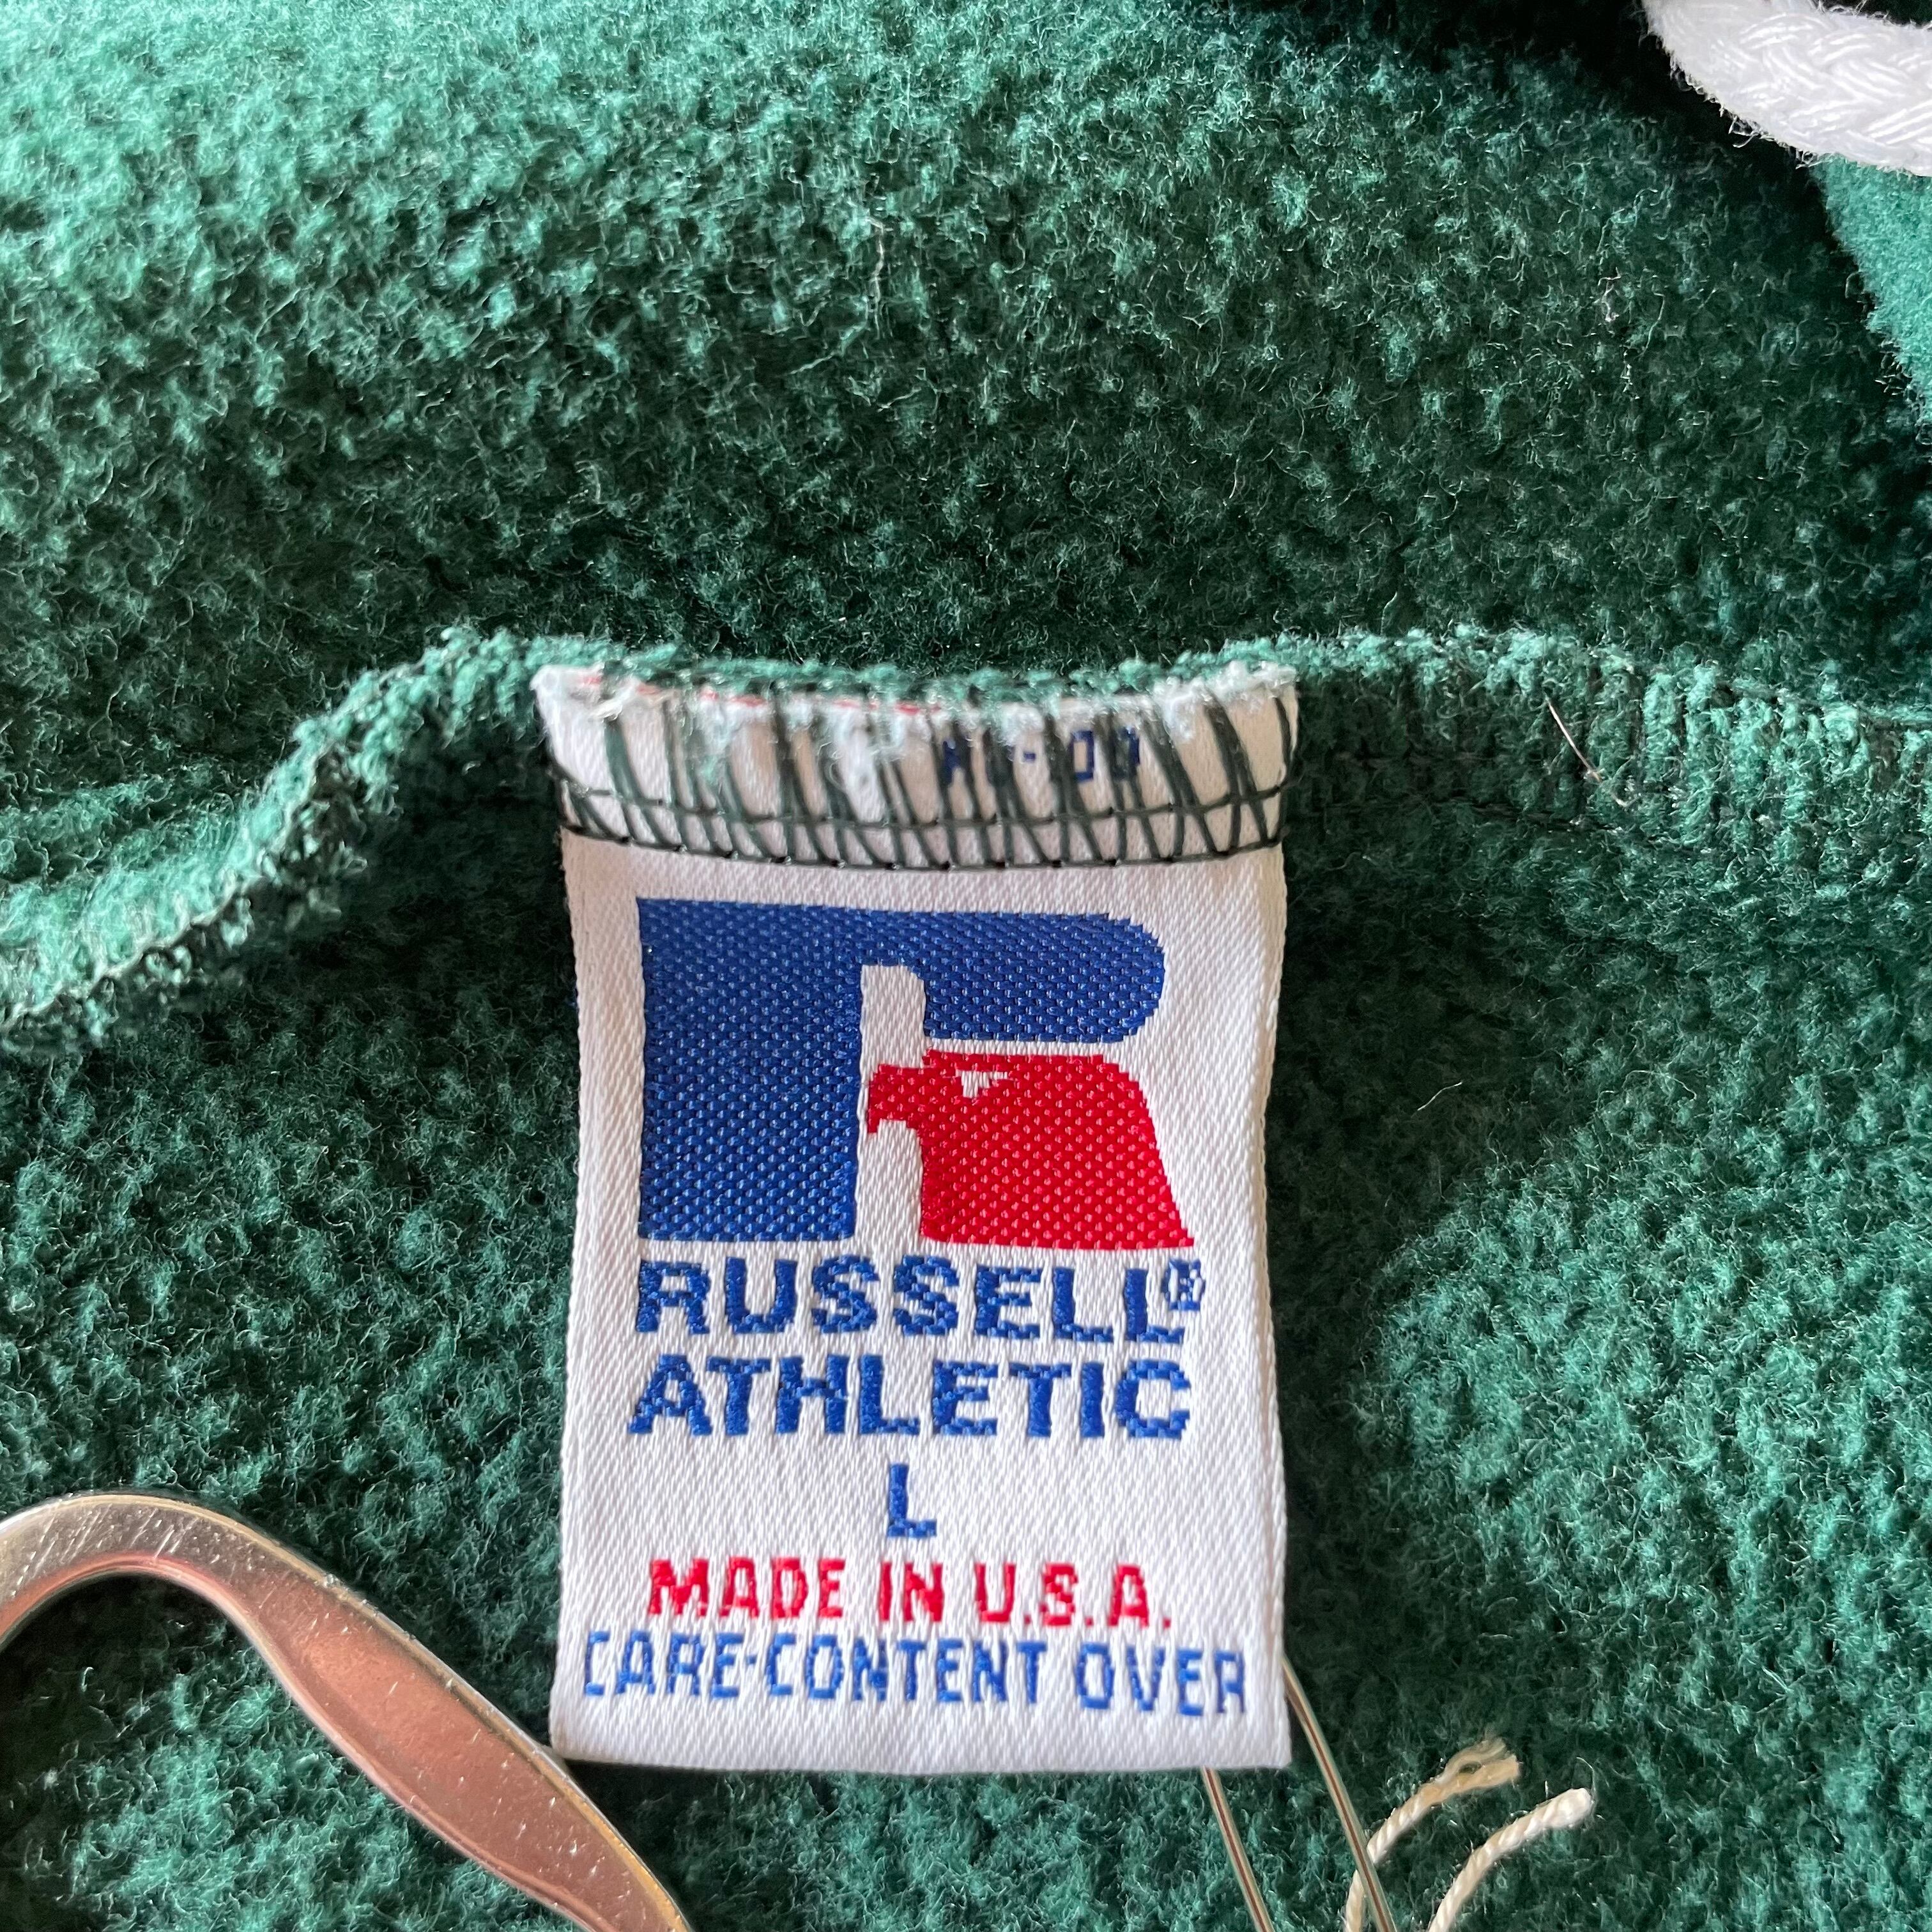 RUSSELL®
ATHLETIC
L
MADE IN U.S.A.
CARE-CONTENT OVER